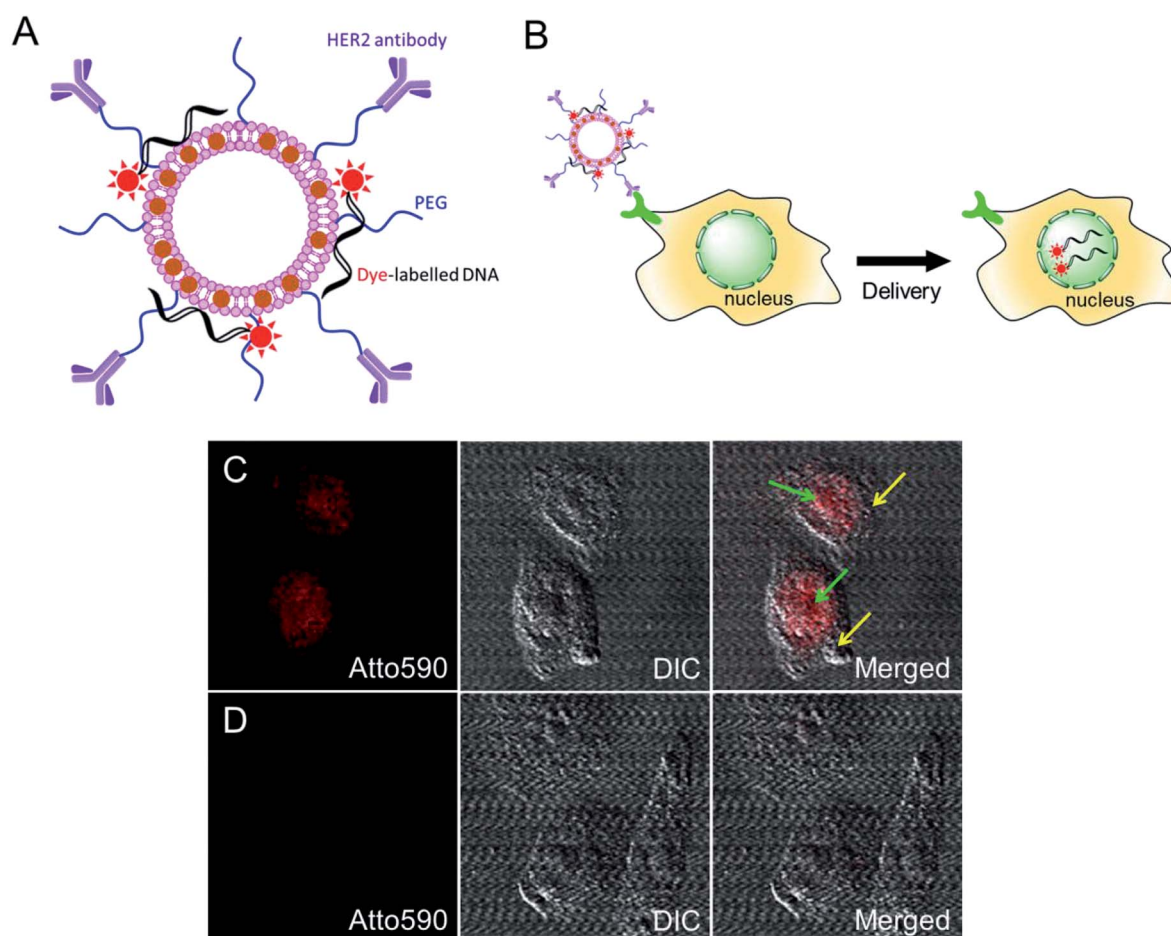 A
HER2 antibody
PEG
Dye-labelled DNA
B
nucleus
Delivery
nucleus
C
Atto590
DIC
Merged
D
Atto590
DIC
Merged